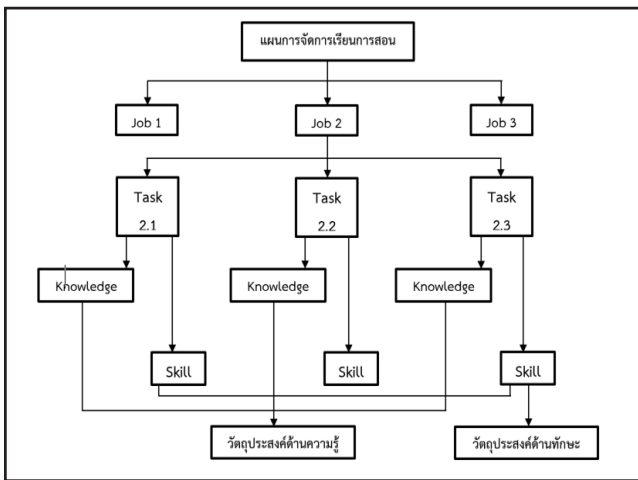 แผนการจัดการเรียนการสอน
Job 1
Job 2
Job 3
Task
2.1
Task
2.2
Task
2.3
Knowledge
Knowledge
Knowledge
Skill
Skill
Skill
วัตถุประสงค์ด้านความรู้
วัตถุประสงค์ด้านทักษะ